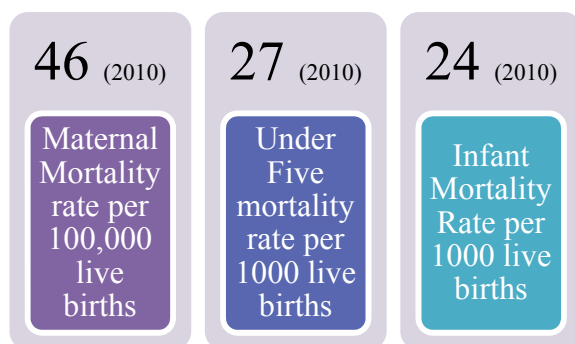 46 (2010)
Maternal
Mortality
rate per
100,000
live
births
27 (2010)
Under
Five
mortality
rate per
1000 live
births
24 (2010)
Infant
Mortality
Rate per
1000 live
births